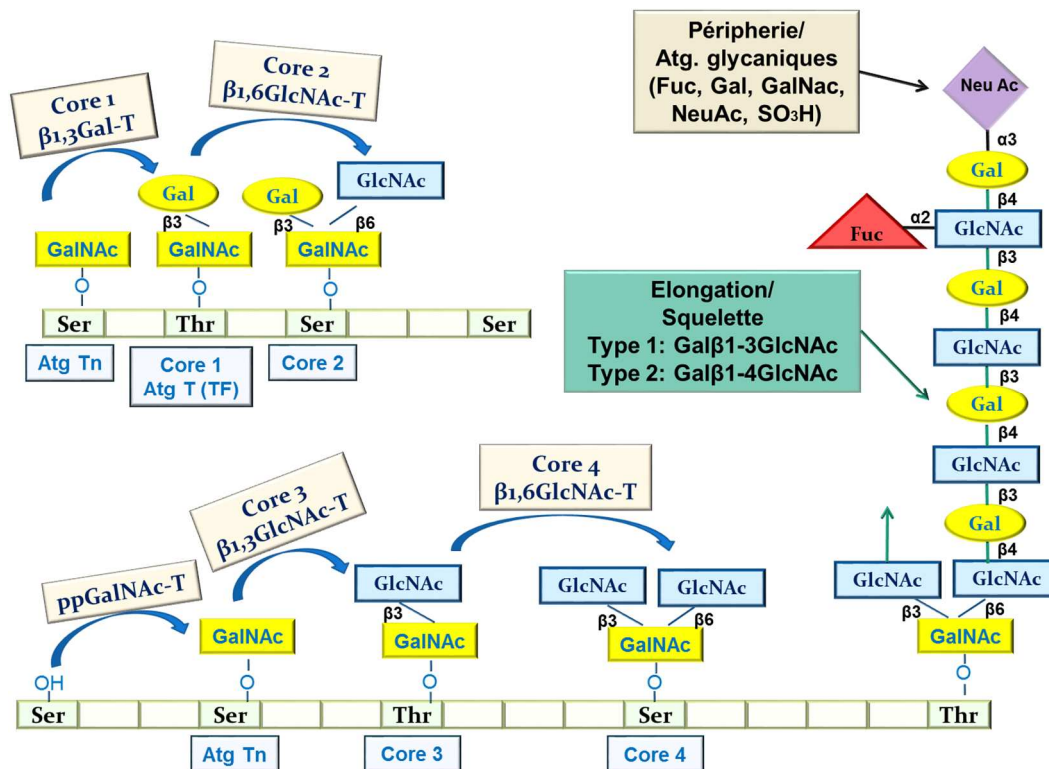 Core 1
β1,3Gal-T
Core 2
β1,6GlcNAc-T
Gal
GlcNAc
Gal
β3
β3
β6
GalNAc
GalNAc
GalNAc
O
O
O
Ser
Thr
Ser
Ser
Atg Tn
Core 1
Atg T (TF)
Core 2
Péripherie/
Atg. glycaniques
(Fuc, Gal, GalNac,
NeuAc, SO3H)
Neu Ac
α3
Gal
β4
Fuc
α2
GlcNAc
β3
Gal
β4
GlcNAc
β3
Gal
β4
GlcNAc
β3
Gal
β4
GlcNAc
GlcNAc
β3
β6
GalNAc
O
Elongation/
Squelette
Type 1: Galβ1-3GlcNAc
Type 2: Galβ1-4GlcNAc
ppGalNAc-T
Core 3
β1,3GlcNAc-T
Core 4
β1,6GlcNAc-T
GlcNAc
GlcNAc
GlcNAc
β3
β3
β6
GalNAc
GalNAc
GalNAc
OH
O
O
O
Ser
Ser
Thr
Ser
Thr
Atg Tn
Core 3
Core 4